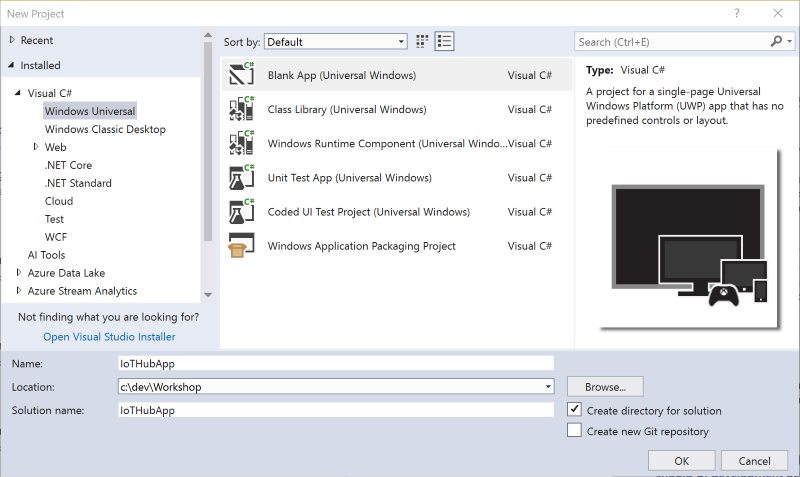 New Project
Recent
Installed
Visual C#
Windows Universal
Windows Classic Desktop
Web
.NET Core
.NET Standard
Cloud
Test
WCF
AI Tools
Azure Data Lake
Azure Stream Analytics
Not finding what you are looking for?
Open Visual Studio Installer
Sort by: Default
C# Blank App (Universal Windows) Visual C#
C# Class Library (Universal Windows) Visual C#
C# Windows Runtime Component (Universal Windo... Visual C#
C# Unit Test App (Universal Windows) Visual C#
C# Coded UI Test Project (Universal Windows) Visual C#
Windows Application Packaging Project Visual C#
Search (Ctrl+E)
Type: Visual C#
A project for a single-page Universal
Windows Platform (UWP) app that has no
predefined controls or layout.
Name: IoTHubApp
Location: c:\dev\Workshop
Browse...
Solution name: IoTHubApp
Create directory for solution
Create new Git repository
OK Cancel